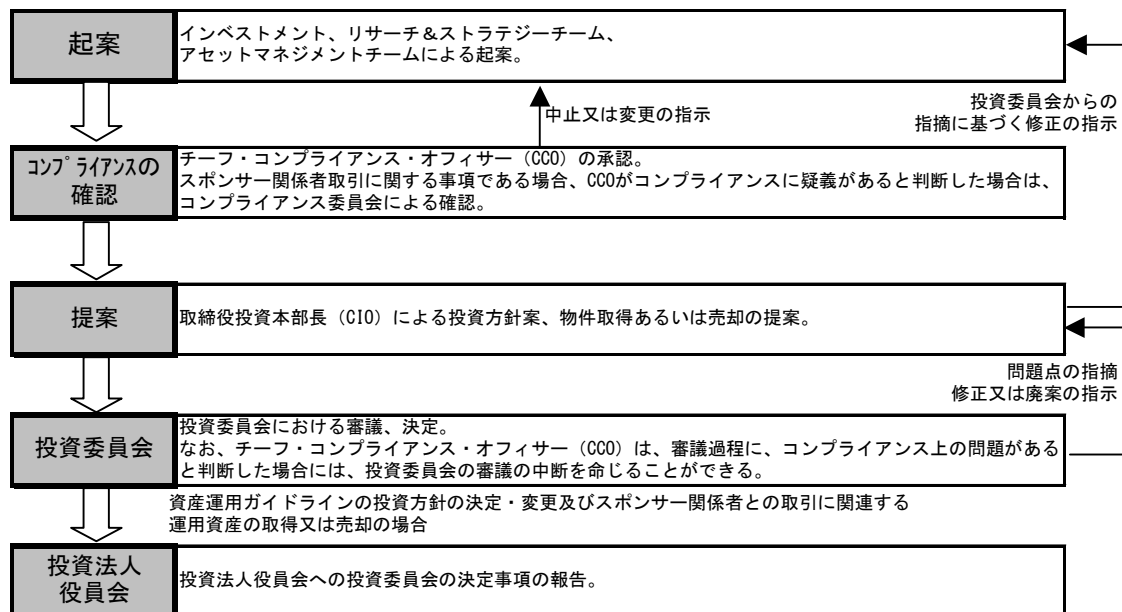 起案
インベストメント、リサーチ＆ストラテジーチーム、
アセットマネジメントチームによる起案。
中止又は変更の指示
投資委員会からの
指摘に基づく修正の指示
ｺﾝﾌﾟﾗｲｱﾝｽの
確認
チーフ・コンプライアンス・オフィサー（CCO）の承認。
スポンサー関係者取引に関する事項である場合、CCOがコンプライアンスに疑義があると判断した場合は、
コンプライアンス委員会による確認。
提案
取締役投資本部長（CIO）による投資方針案、物件取得あるいは売却の提案。
問題点の指摘
修正又は廃案の指示
投資委員会
投資委員会における審議、決定。
なお、チーフ・コンプライアンス・オフィサー（CCO）は、審議過程に、コンプライアンス上の問題がある
と判断した場合には、投資委員会の審議の中断を命じることができる。
資産運用ガイドラインの投資方針の決定・変更及びスポンサー関係者との取引に関連する
運用資産の取得又は売却の場合
投資法人
役員会
投資法人役員会への投資委員会の決定事項の報告。